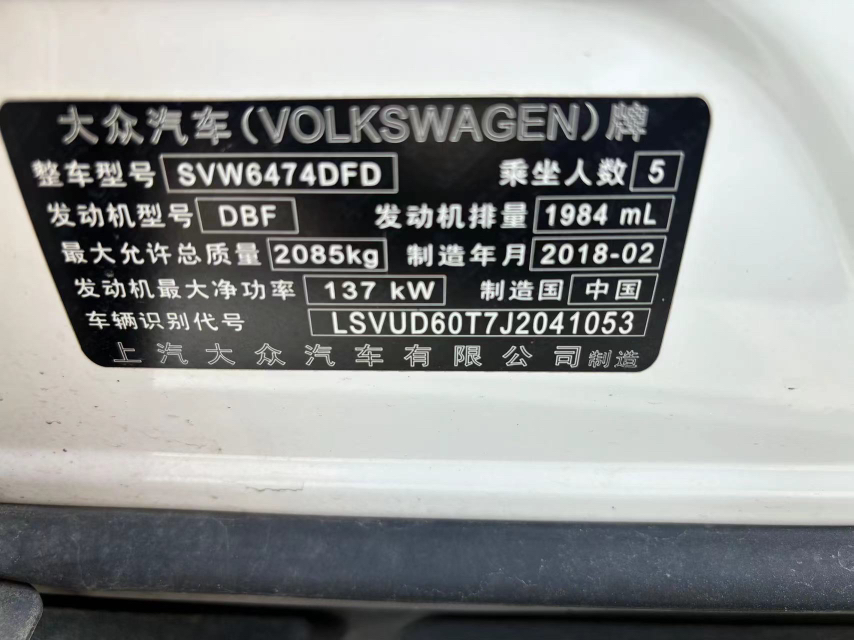 大众汽车(VOLKSWAGEN)牌
整车型号 SVW6474DFD 乘坐人数 5
发动机型号 DBF 发动机排量 1984 mL
最大允许总质量 2085kg 制造年月 2018-02
发动机最大净功率 137 kW 制造国 中国
车辆识别代号 LSVUD60T7J2041053
上汽大众汽车有限公司制造